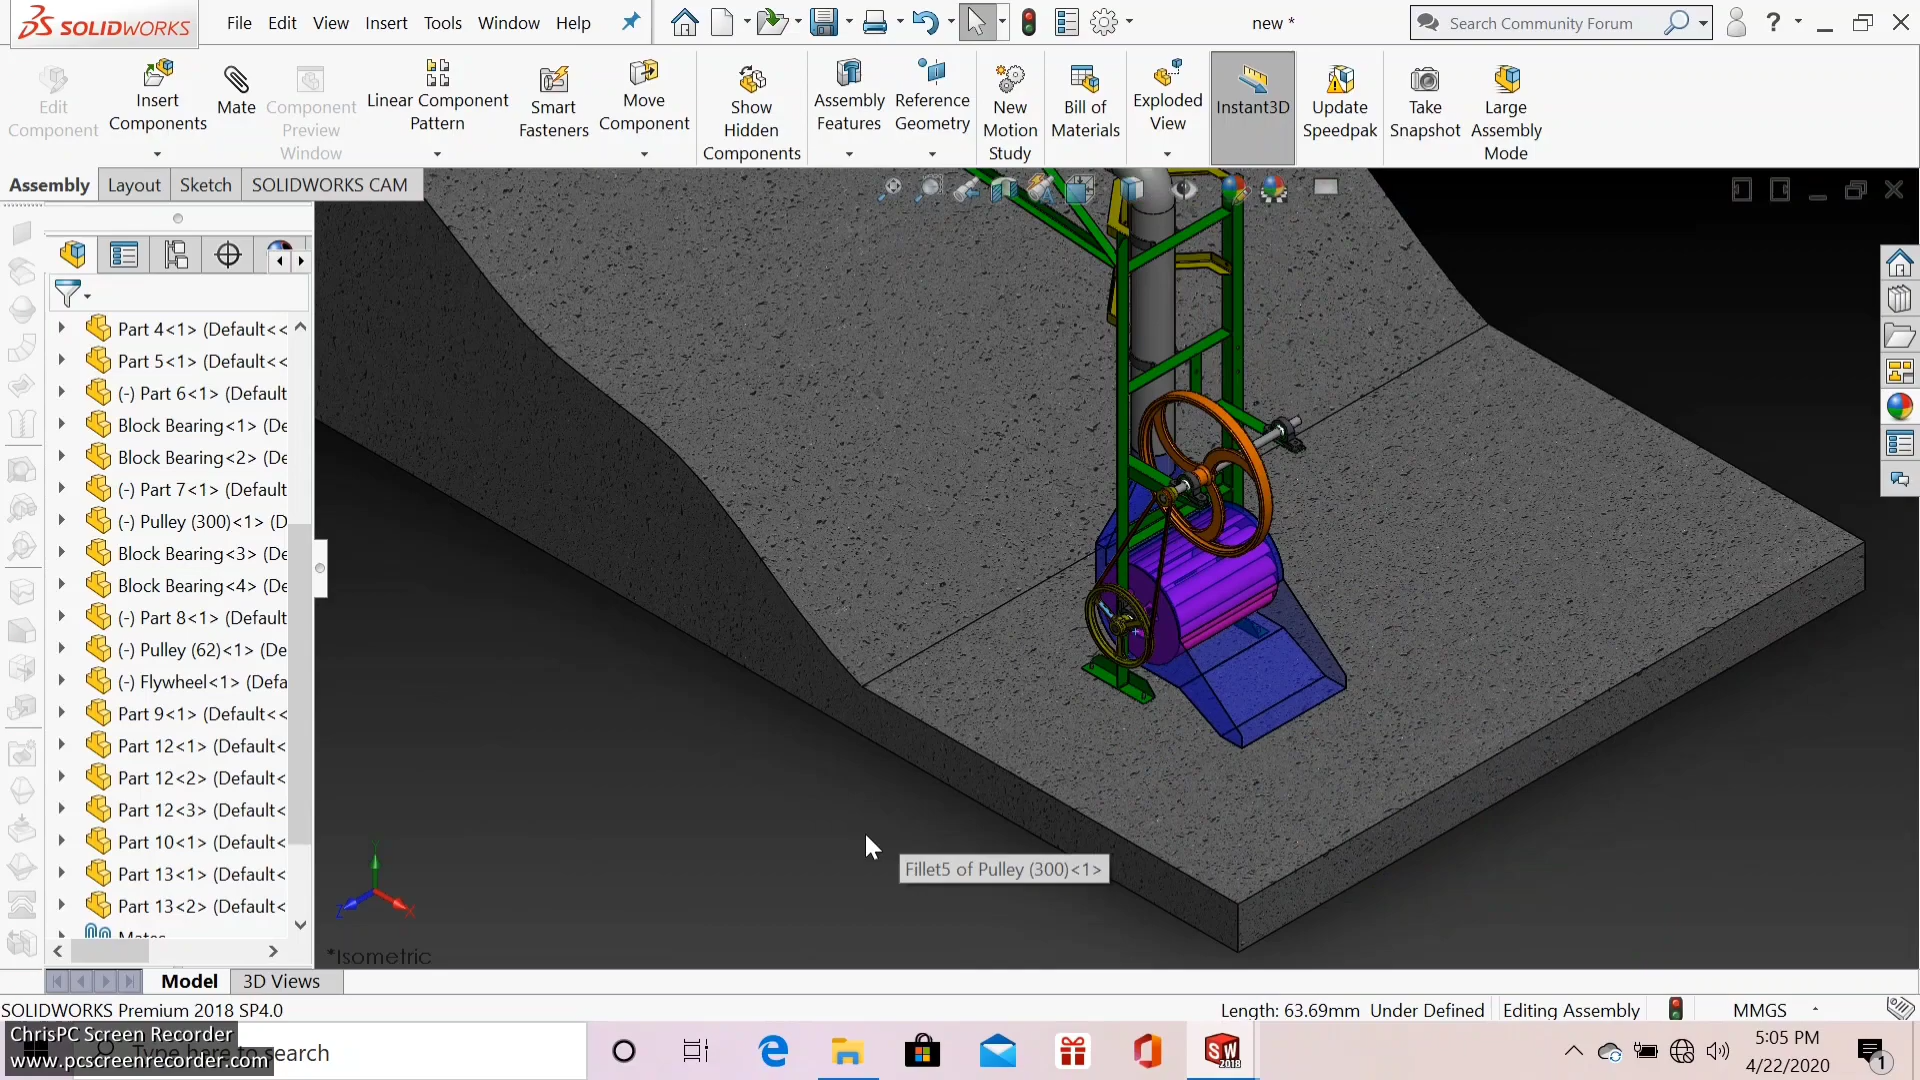 SOLIDWORKS
File Edit View Insert Tools Window Help
new *
Search Community Forum
Edit Component
Insert Components
Mate
Component Preview Window
Linear Component Pattern
Smart Fasteners
Move Component
Show Hidden Components
Assembly Features
Reference Geometry
New Motion Study
Bill of Materials
Exploded View
Instant3D
Update Speedpak
Take Snapshot
Large Assembly Mode
Assembly Layout Sketch SOLIDWORKS CAM
Part 4<1> (Default<<
Part 5<1> (Default<<
(-) Part 6<1> (Default
Block Bearing<1> (De
Block Bearing<2> (De
(-) Part 7<1> (Default
(-) Pulley (300)<1> (D
Block Bearing<3> (De
Block Bearing<4> (De
(-) Part 8<1> (Default
(-) Pulley (62)<1> (De
(-) Flywheel<1> (Defa
Part 9<1> (Default<<
Part 12<1> (Default<
Part 12<2> (Default<
Part 12<3> (Default<
Part 10<1> (Default<
Part 13<1> (Default<
Part 13<2> (Default<
Mates
Fillet5 of Pulley (300)<1>
Y
Z
X
*Isometric
Model 3D Views
SOLIDWORKS Premium 2018 SP4.0
Length: 63.69mm Under Defined Editing Assembly MMGS
ChrisPC Screen Recorder
www.pcscreenrecorder.com
Type here to search
SW
2018
5:05 PM
4/22/2020
1